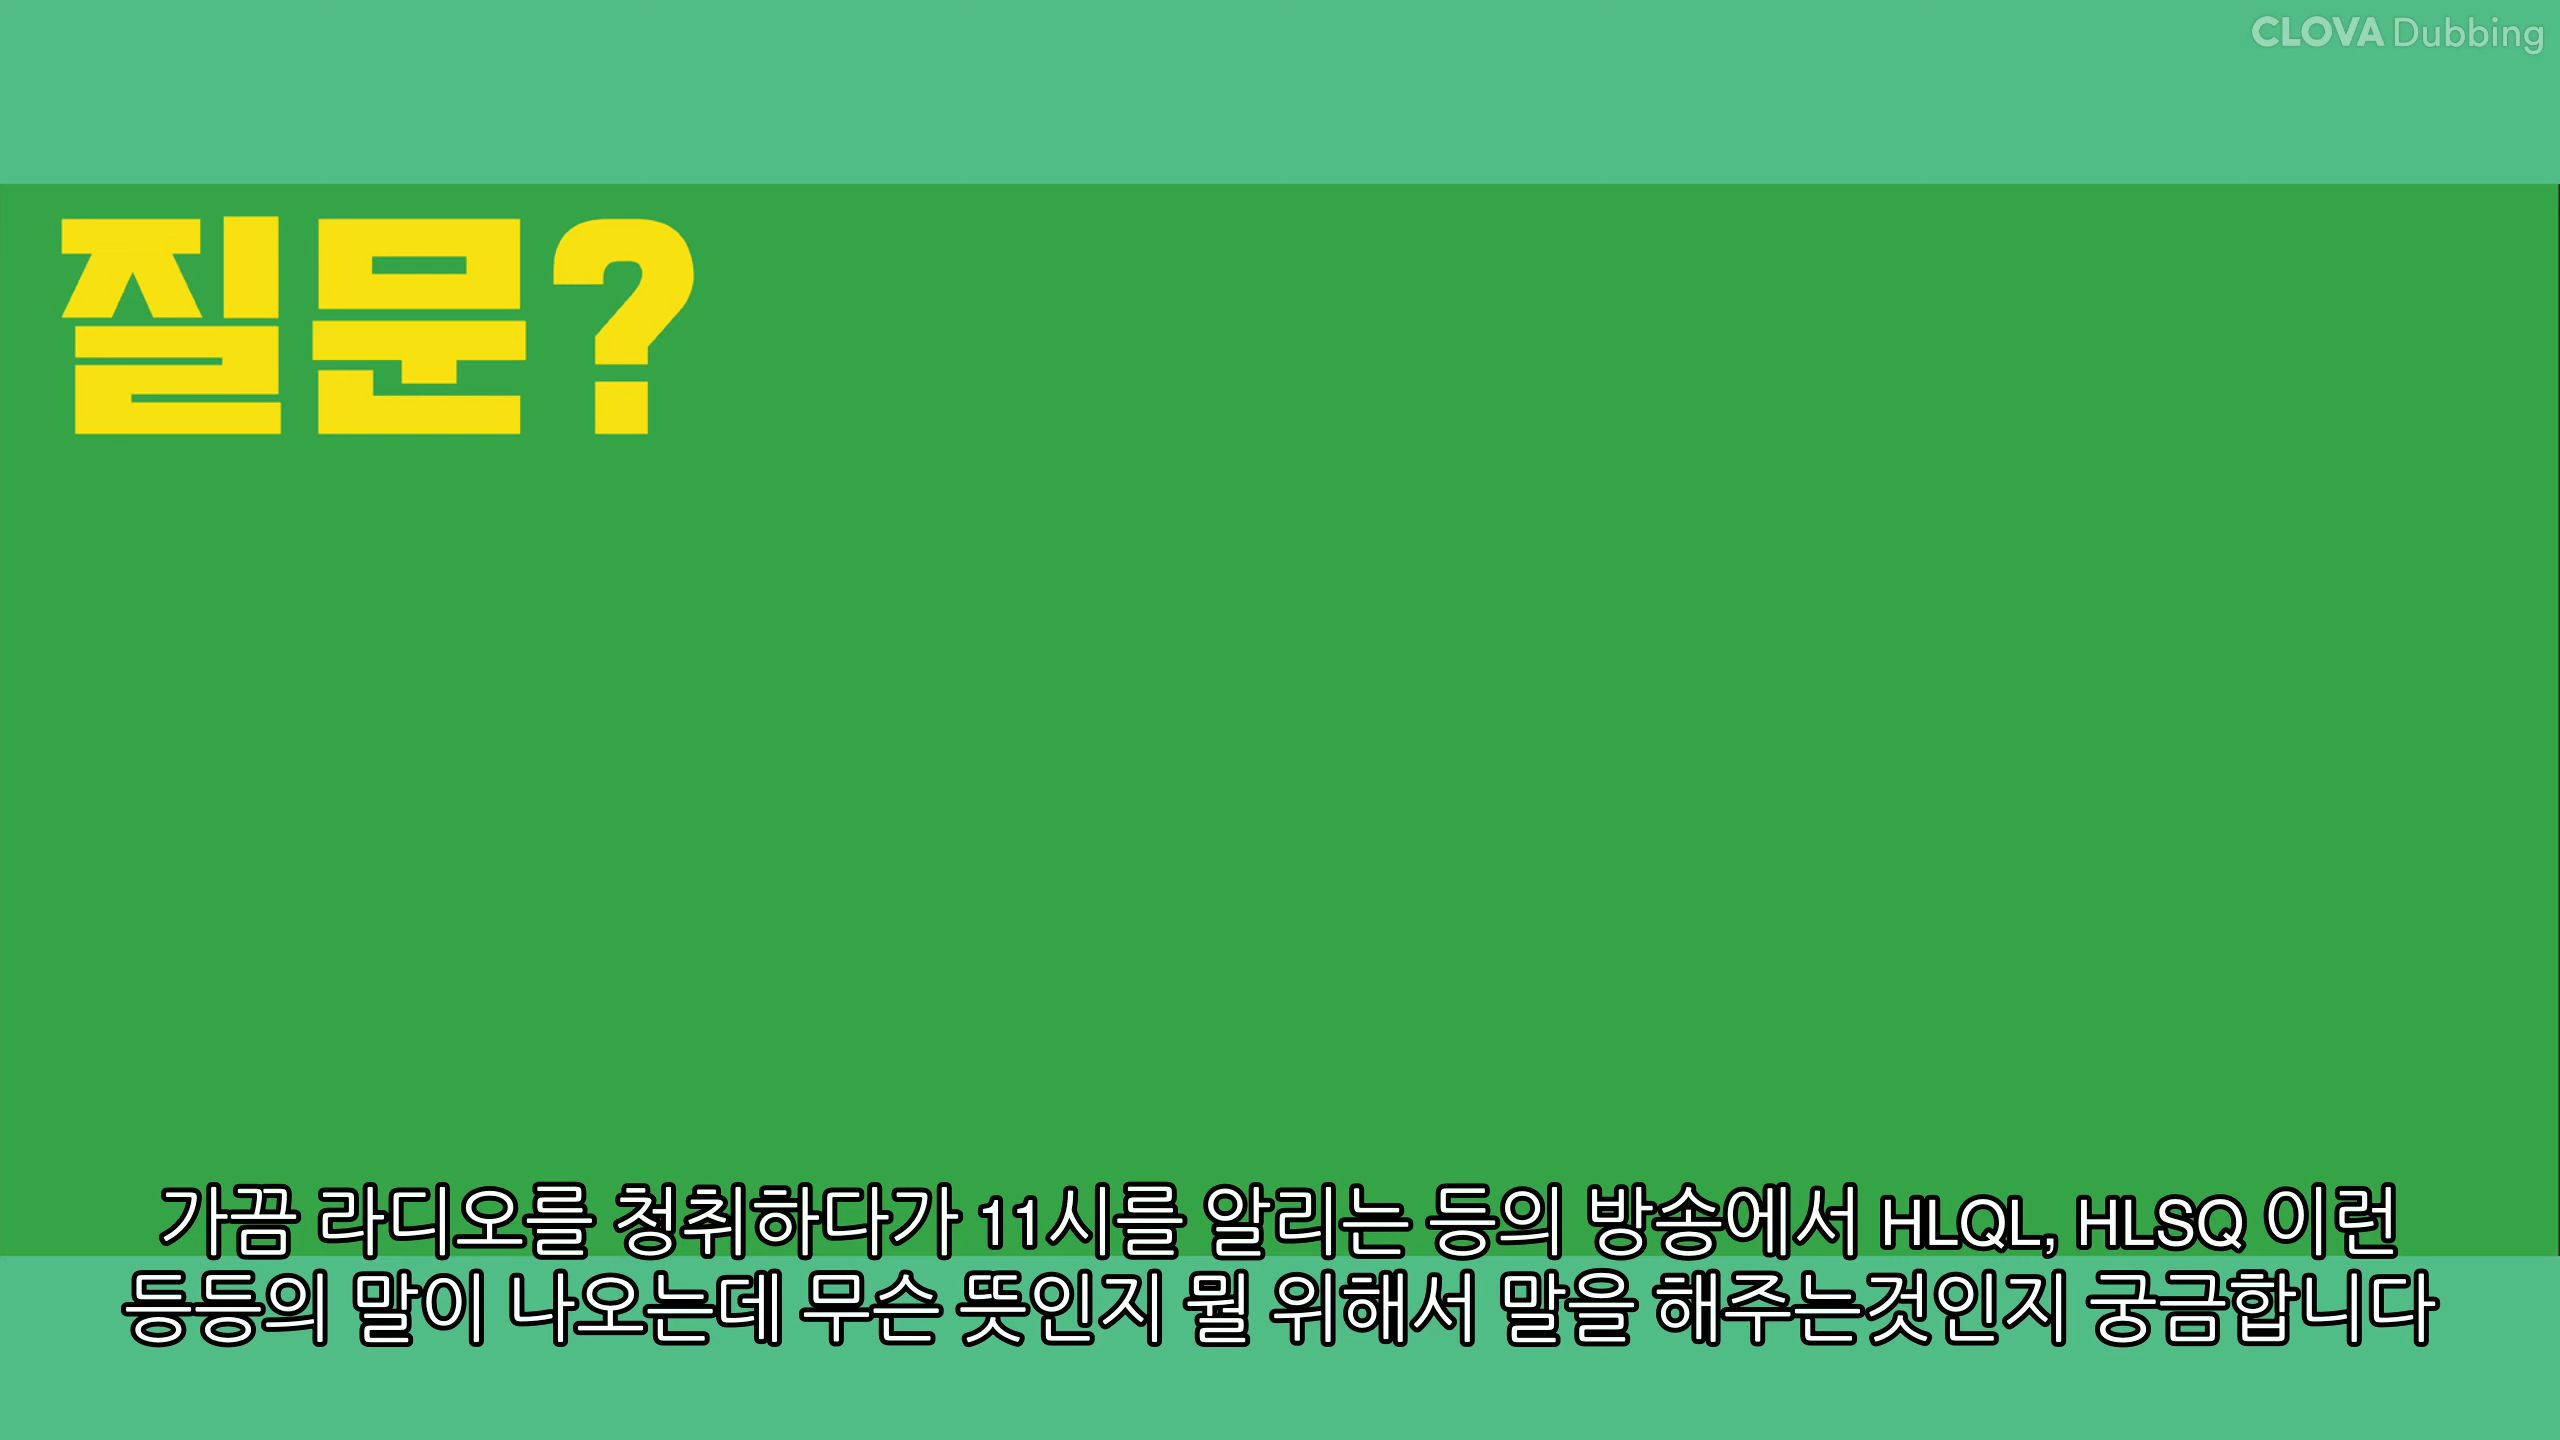 CLOVA Dubbing
질문?
가끔 라디오를 청취하다가 11시를 알리는 등의 방송에서 HLQL, HLSQ 이런
등등의 말이 나오는데 무슨 뜻인지 뭘 위해서 말을 해주는것인지 궁금합니다